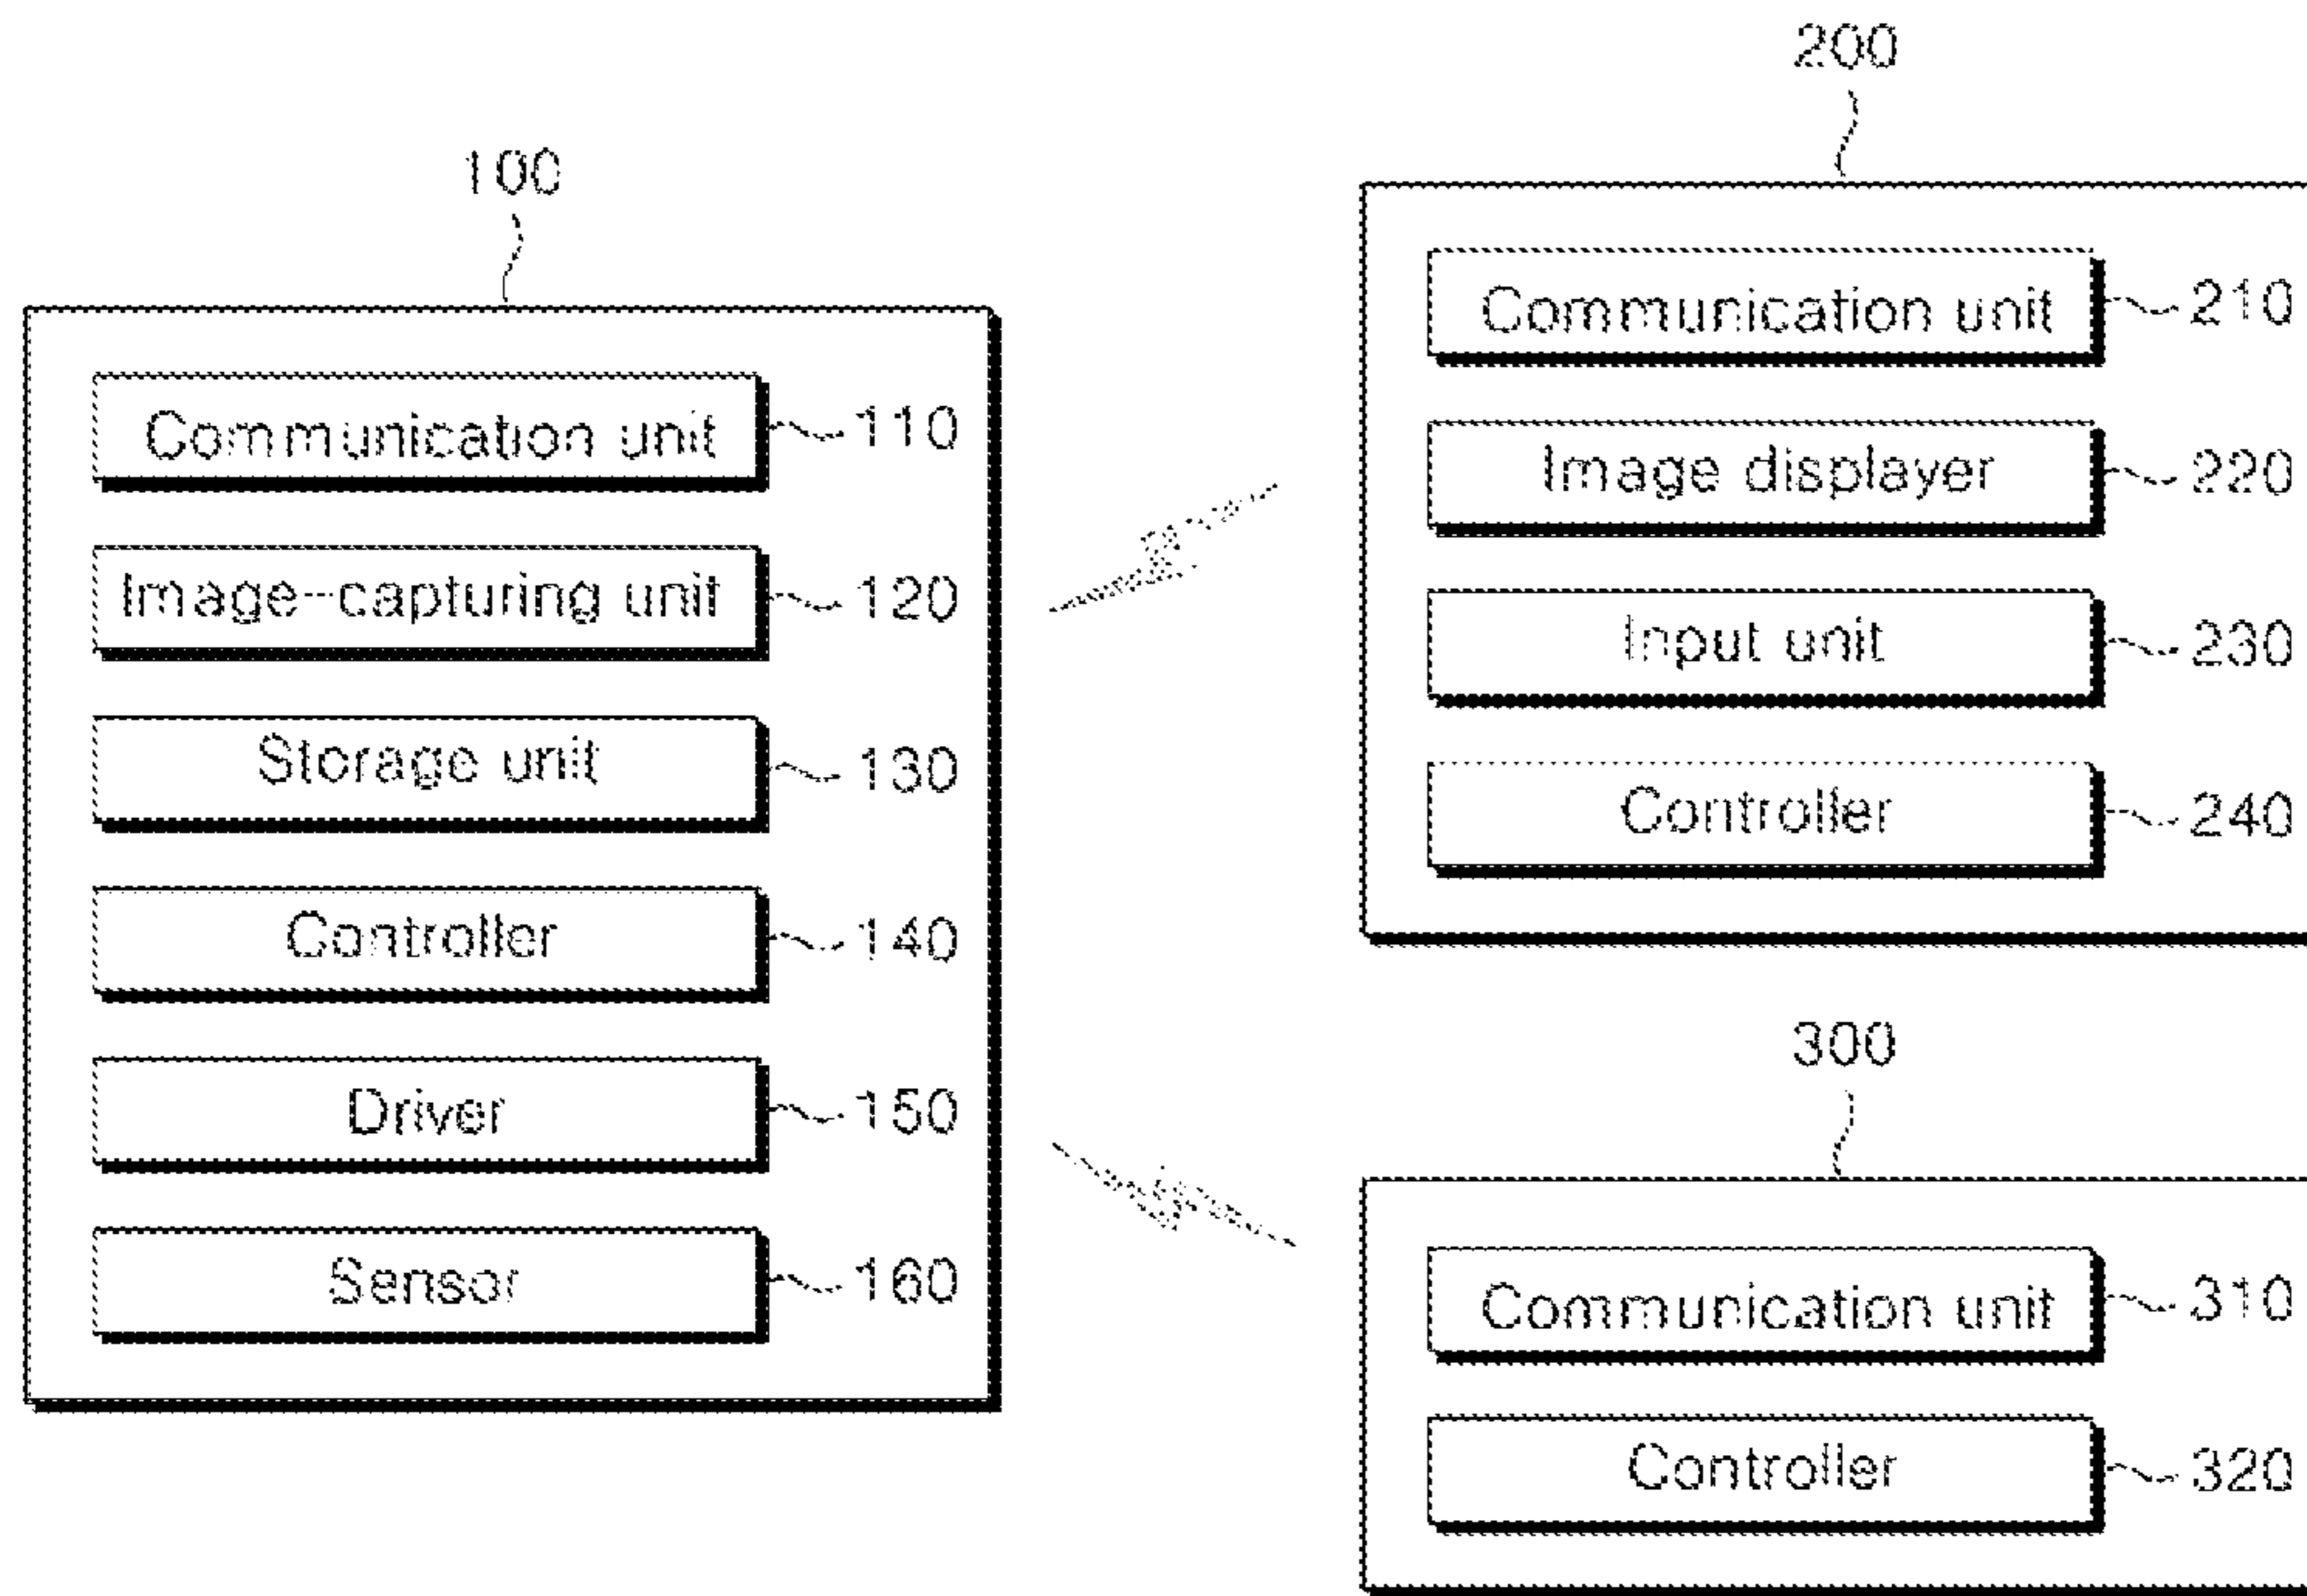 100
Communication unit 110
Image-capturing unit 120
Storage unit 130
Controller 140
Driver 150
Sensor 160
200
Communication unit 210
Image displayer 220
Input unit 230
Controller 240
300
Communication unit 310
Controller 320